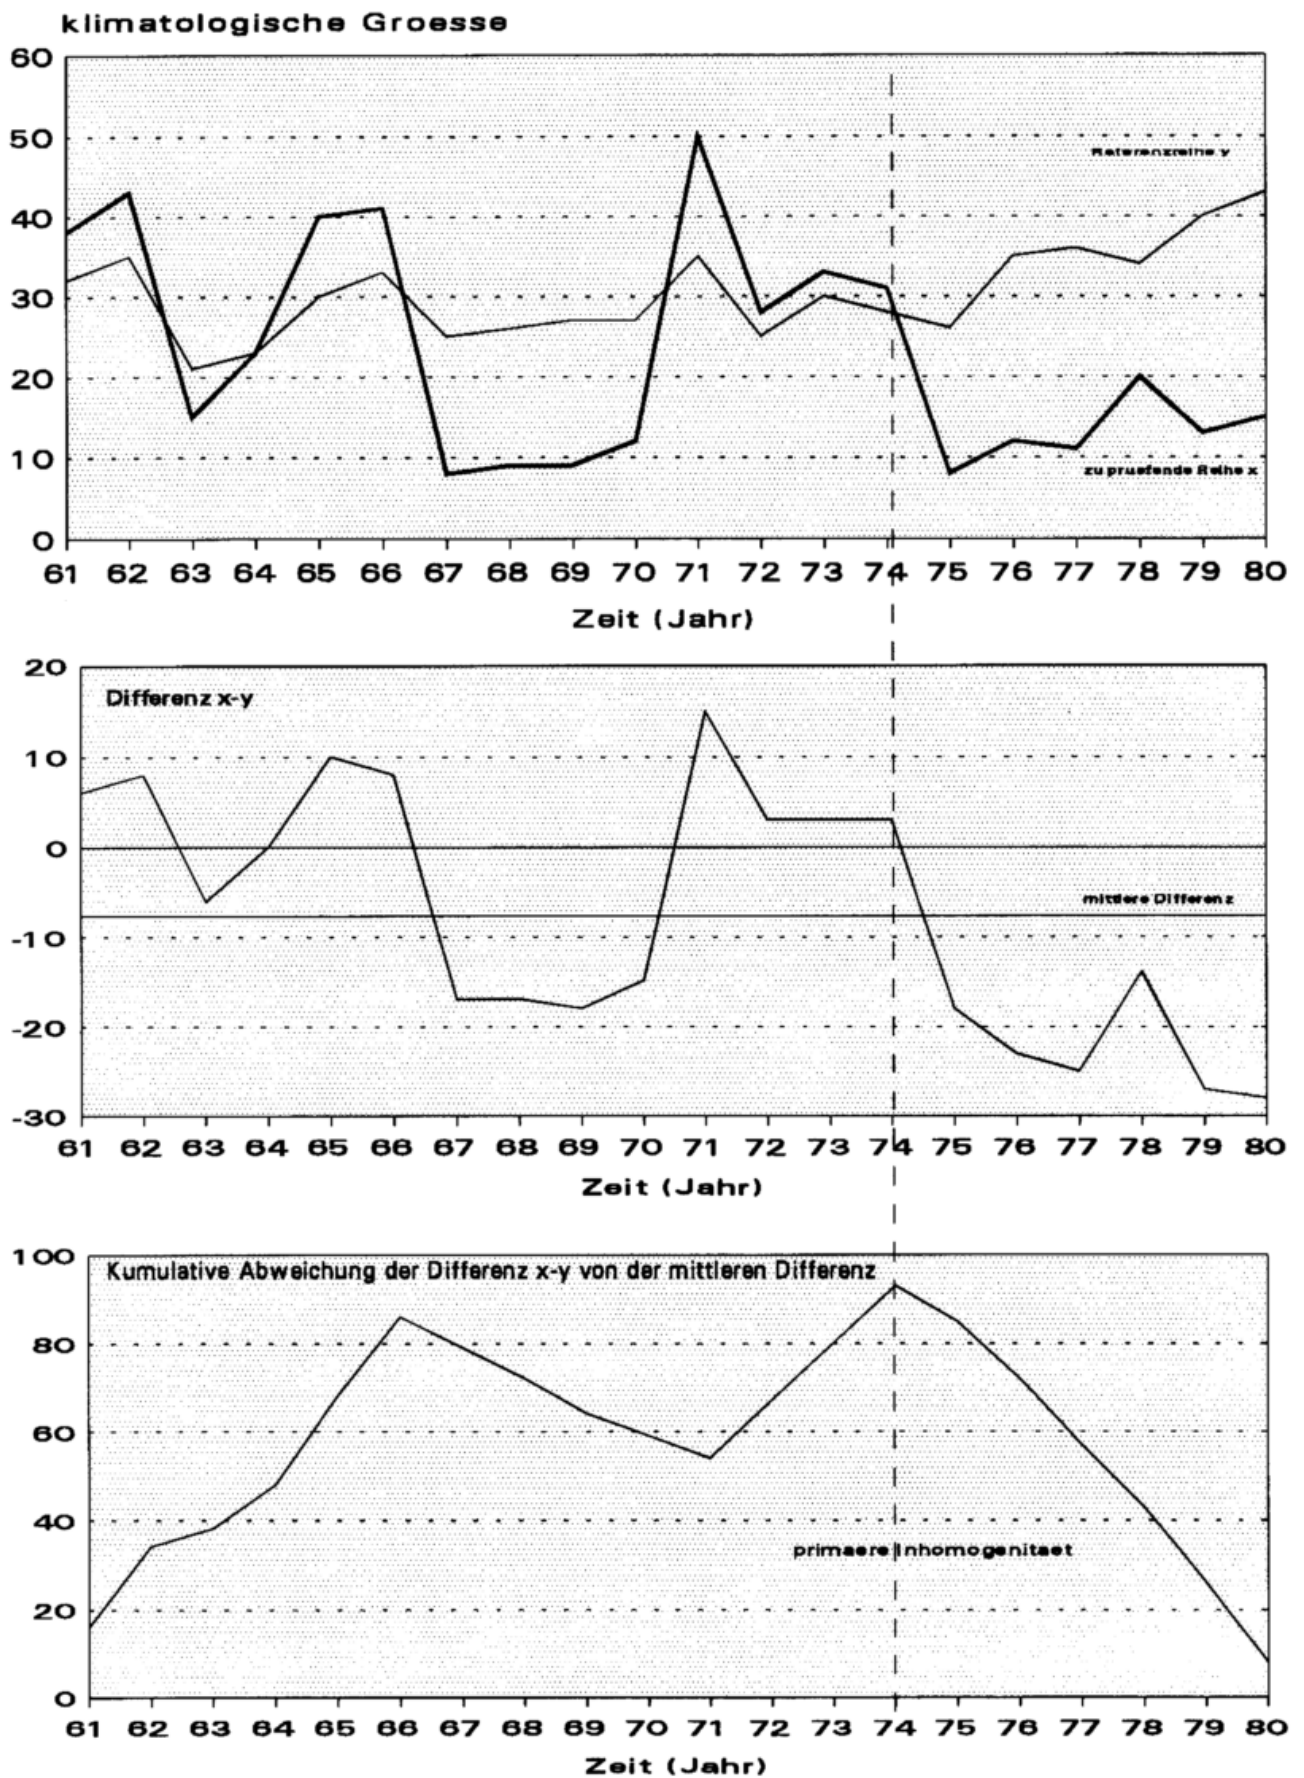 klimatologische Groesse
60
50
Referenzreihe y
40
30
20
10
zu pruefende Reihe x
0
61 62 63 64 65 66 67 68 69 70 71 72 73 74 75 76 77 78 79 80
Zeit (Jahr)
20
Differenz x-y
10
0
mittlere Differenz
-10
-20
-30
61 62 63 64 65 66 67 68 69 70 71 72 73 74 75 76 77 78 79 80
Zeit (Jahr)
100
Kumulative Abweichung der Differenz x-y von der mittleren Differenz
80
60
40
primaere Inhomogenitaet
20
0
61 62 63 64 65 66 67 68 69 70 71 72 73 74 75 76 77 78 79 80
Zeit (Jahr)